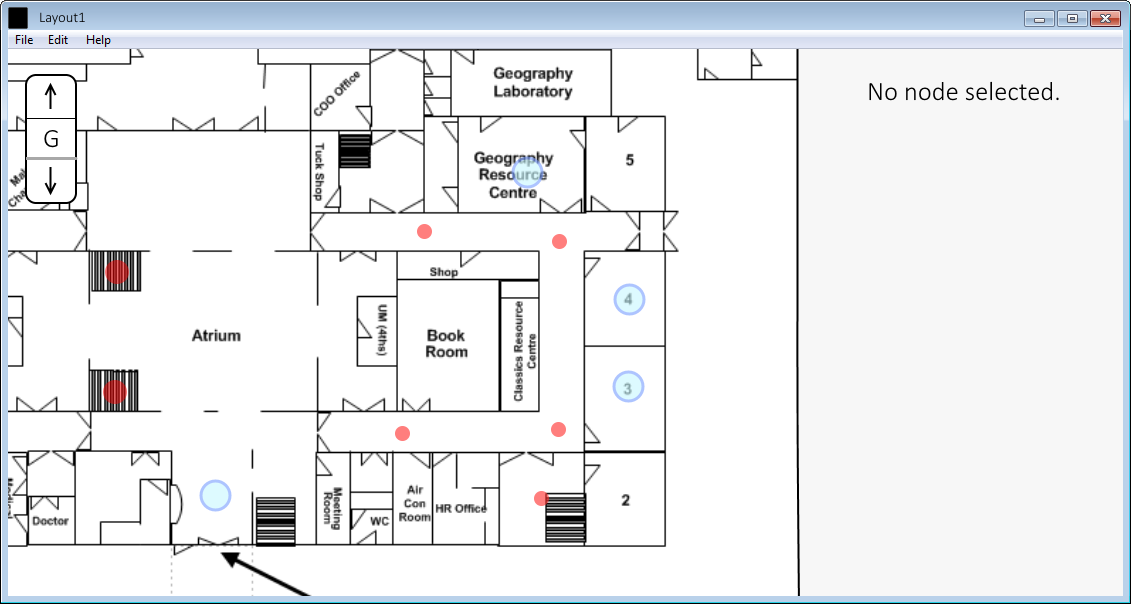 Layout1
File Edit Help
No node selected.
↑
G
↓
COO Office
Geography
Laboratory
Tuck Shop
Geography
Resource
Centre
5
Shop
4
Atrium
UM (4ths)
Book
Room
Classics Resource
Centre
3
Doctor
Meeting
Room
WC
Air
Con
Room
HR Office
2